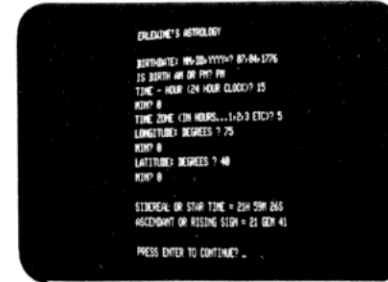 ERLEWINE'S ASTROLOGY
BIRTHDATE: MM,DD,YYYY=? 07,04,1776
IS BIRTH AM OR PM? PM
TIME - HOUR (24 HOUR CLOCK)? 15
MIN? 0
TIME ZONE (IN HOURS...1,2,3 ETC)? 5
LONGITUDE: DEGREES ? 75
MIN? 0
LATITUDE: DEGREES ? 40
MIN? 0
SIDEREAL OR STAR TIME = 21H 59M 26S
ASCENDANT OR RISING SIGN = 21 GEM 41
PRESS ENTER TO CONTINUE? _